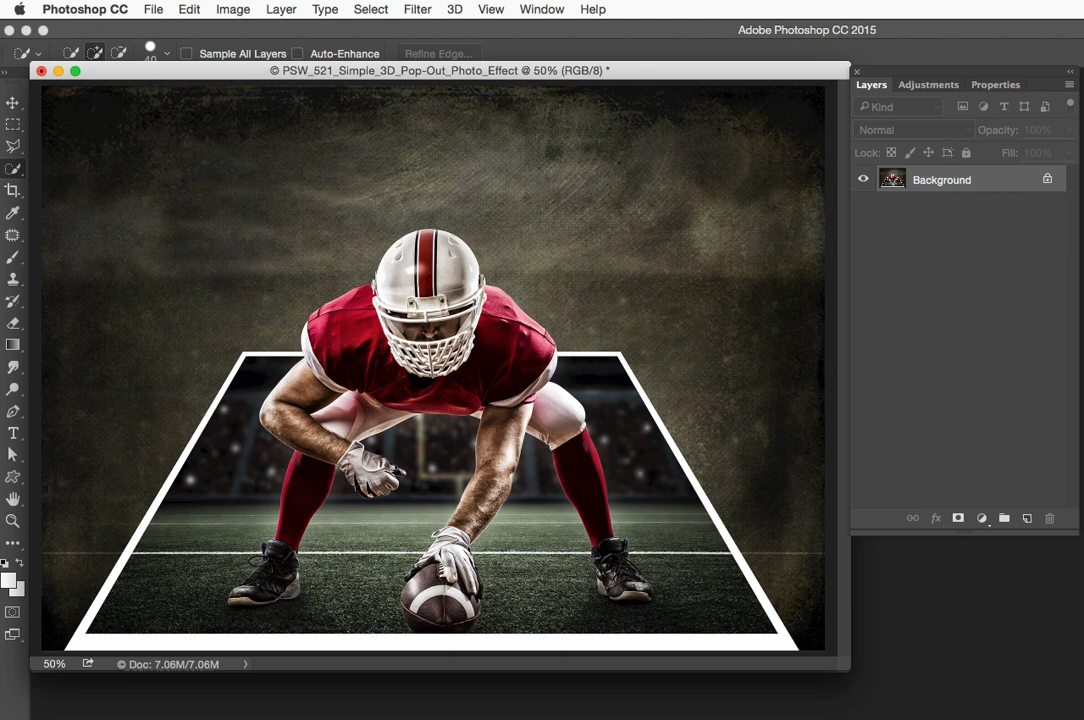 Photoshop CC File Edit Image Layer Type Select Filter 3D View Window Help
Adobe Photoshop CC 2015
40 Sample All Layers Auto-Enhance Refine Edge...
© PSW_521_Simple_3D_Pop-Out_Photo_Effect @ 50% (RGB/8) *
Layers Adjustments Properties
Kind
Normal Opacity: 100%
Lock: Fill: 100%
Background
fx
50% © Doc: 7.06M/7.06M